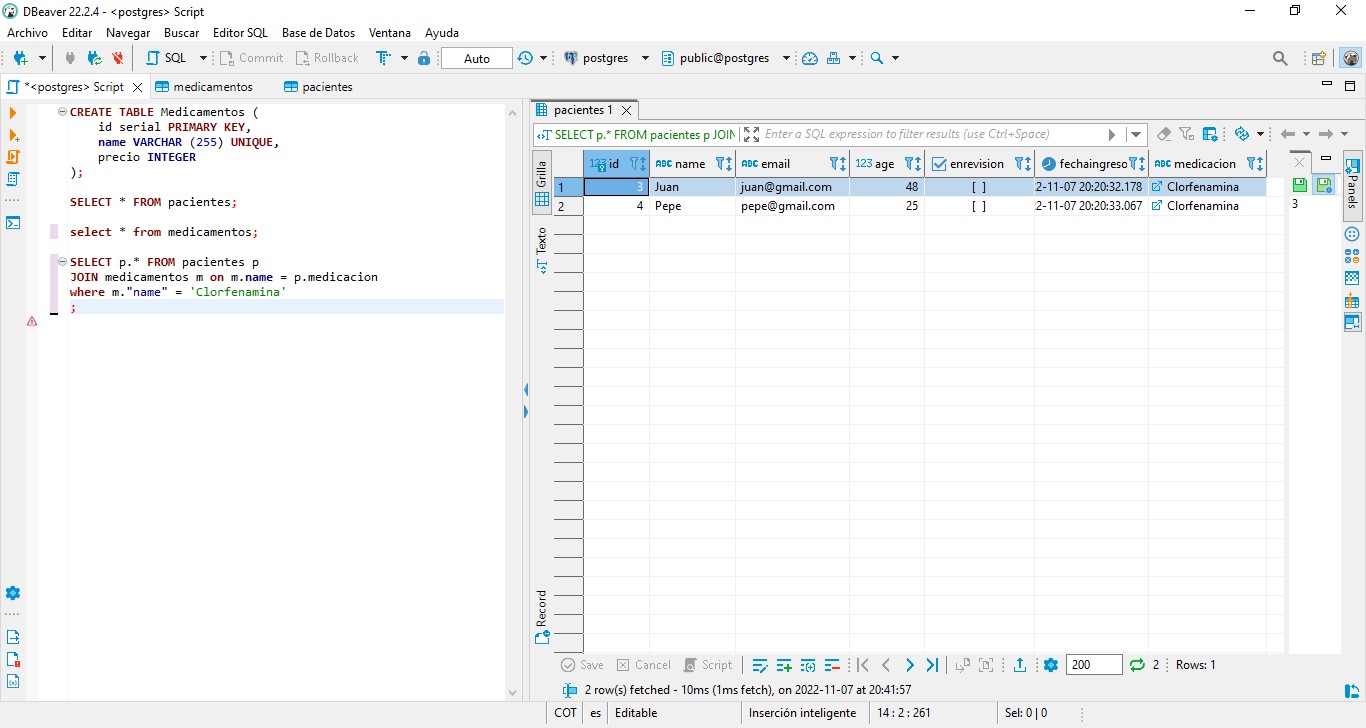 DBeaver 22.2.4 - <postgres> Script
Archivo Editar Navegar Buscar Editor SQL Base de Datos Ventana Ayuda
SQL Commit Rollback Auto postgres public@postgres
*<postgres> Script medicamentos pacientes
CREATE TABLE Medicamentos (
id serial PRIMARY KEY,
name VARCHAR (255) UNIQUE,
precio INTEGER
);
SELECT * FROM pacientes;
select * from medicamentos;
SELECT p.* FROM pacientes p
JOIN medicamentos m on m.name = p.medicacion
where m."name" = 'Clorfenamina'
;
pacientes 1
SELECT p.* FROM pacientes p JOIN Enter a SQL expression to filter results (use Ctrl+Space)
Grilla
Texto
Record
123 id ABC name ABC email 123 age enrevision fechaingreso ABC medicacion
1 3 Juan juan@gmail.com 48 [ ] 2-11-07 20:20:32.178 Clorfenamina
2 4 Pepe pepe@gmail.com 25 [ ] 2-11-07 20:20:33.067 Clorfenamina
3
Panels
Save Cancel Script 200 2 Rows: 1
2 row(s) fetched - 10ms (1ms fetch), on 2022-11-07 at 20:41:57
COT es Editable Inserción inteligente 14 : 2 : 261 Sel: 0 | 0